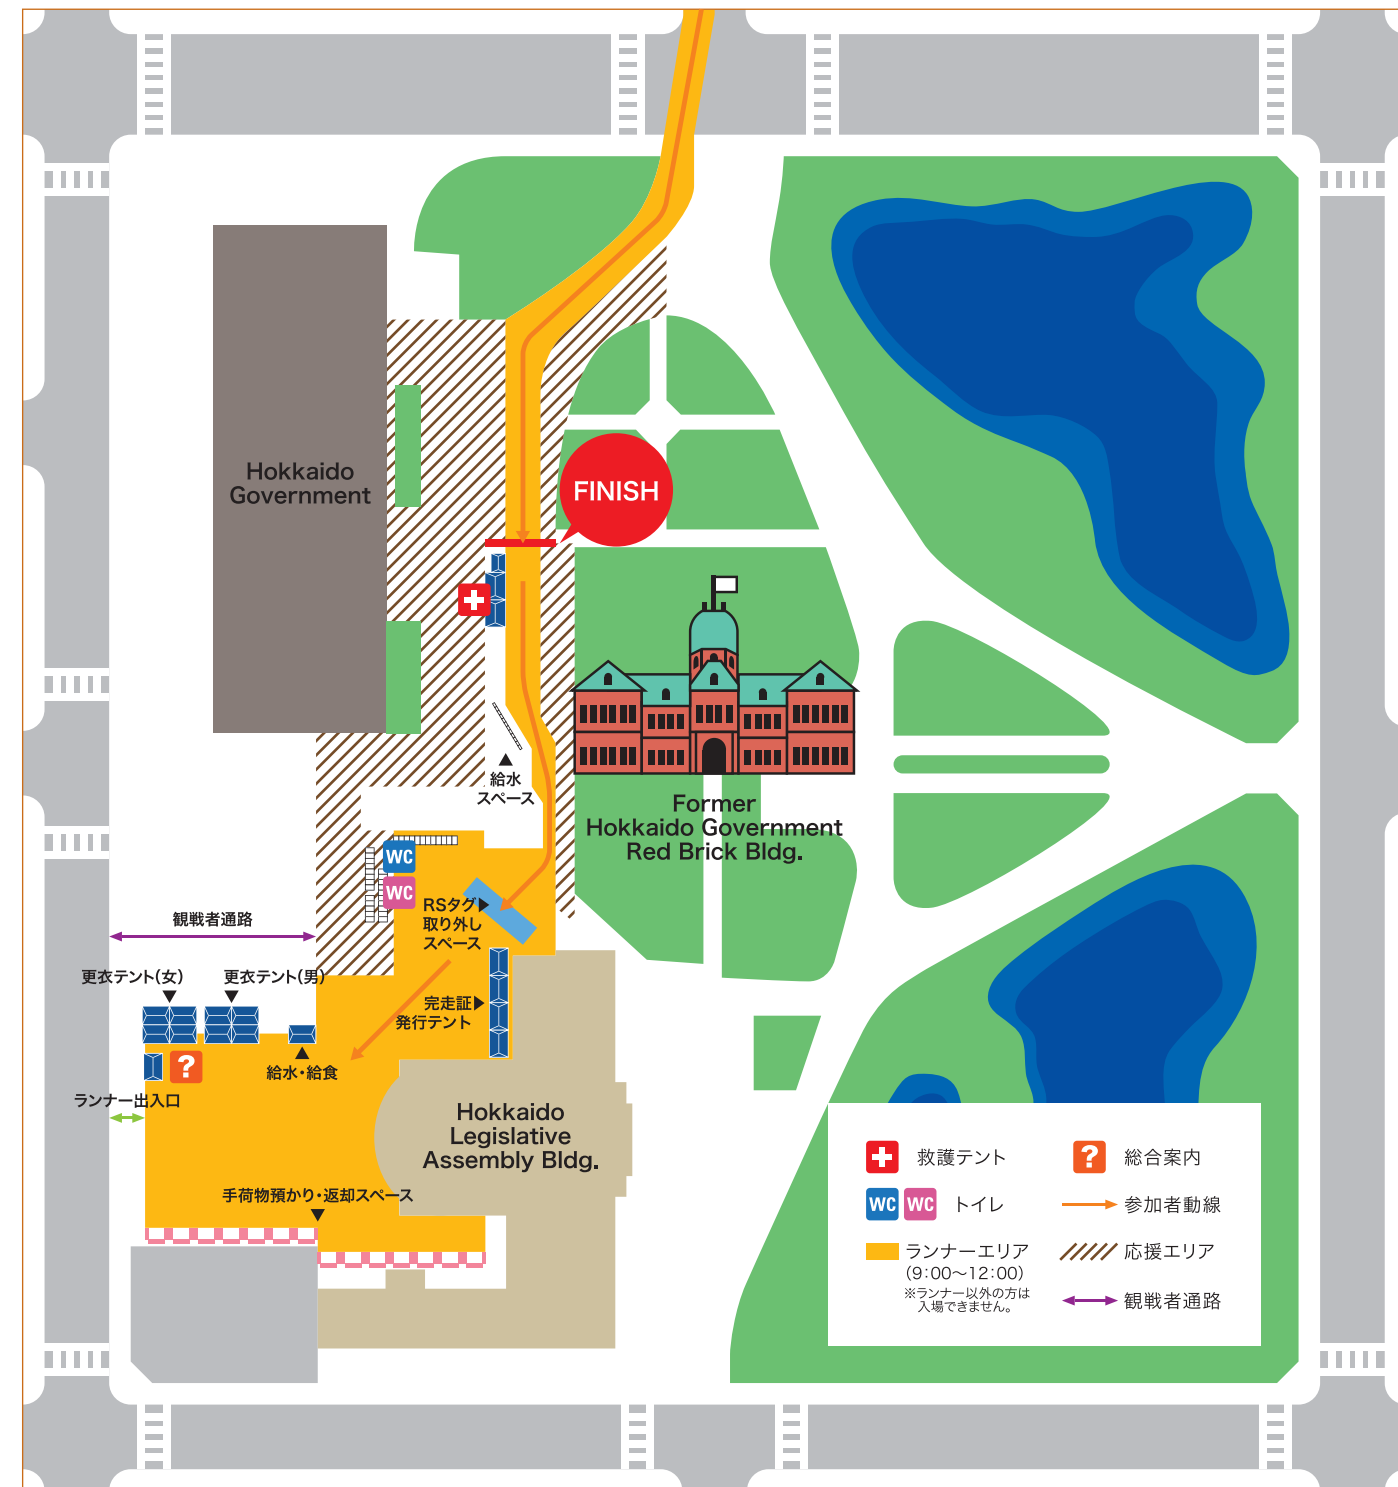 Hokkaido
Government
FINISH
給水
スペース
Former
Hokkaido Government
Red Brick Bldg.
WC
WC
RSタグ
取り外し
スペース
観戦者通路
更衣テント(女)
更衣テント(男)
完走証
発行テント
給水・給食
?
ランナー出入口
Hokkaido
Legislative
Assembly Bldg.
手荷物預かり・返却スペース
救護テント
? 総合案内
WC WC トイレ
参加者動線
ランナーエリア
(9:00〜12:00)
※ランナー以外の方は
入場できません。
応援エリア
観戦者通路